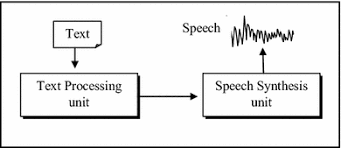 Text
Speech
Text Processing
unit
Speech Synthesis
unit